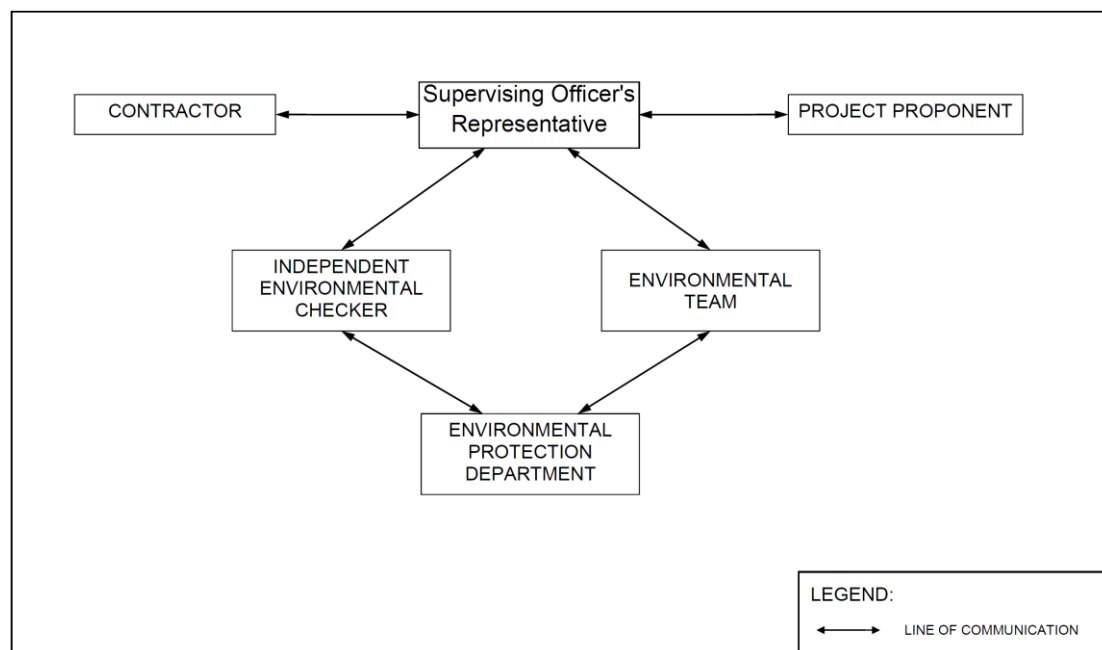 CONTRACTOR
Supervising Officer's
Representative
PROJECT PROPONENT
INDEPENDENT
ENVIRONMENTAL
CHECKER
ENVIRONMENTAL
TEAM
ENVIRONMENTAL
PROTECTION
DEPARTMENT
LEGEND:
LINE OF COMMUNICATION